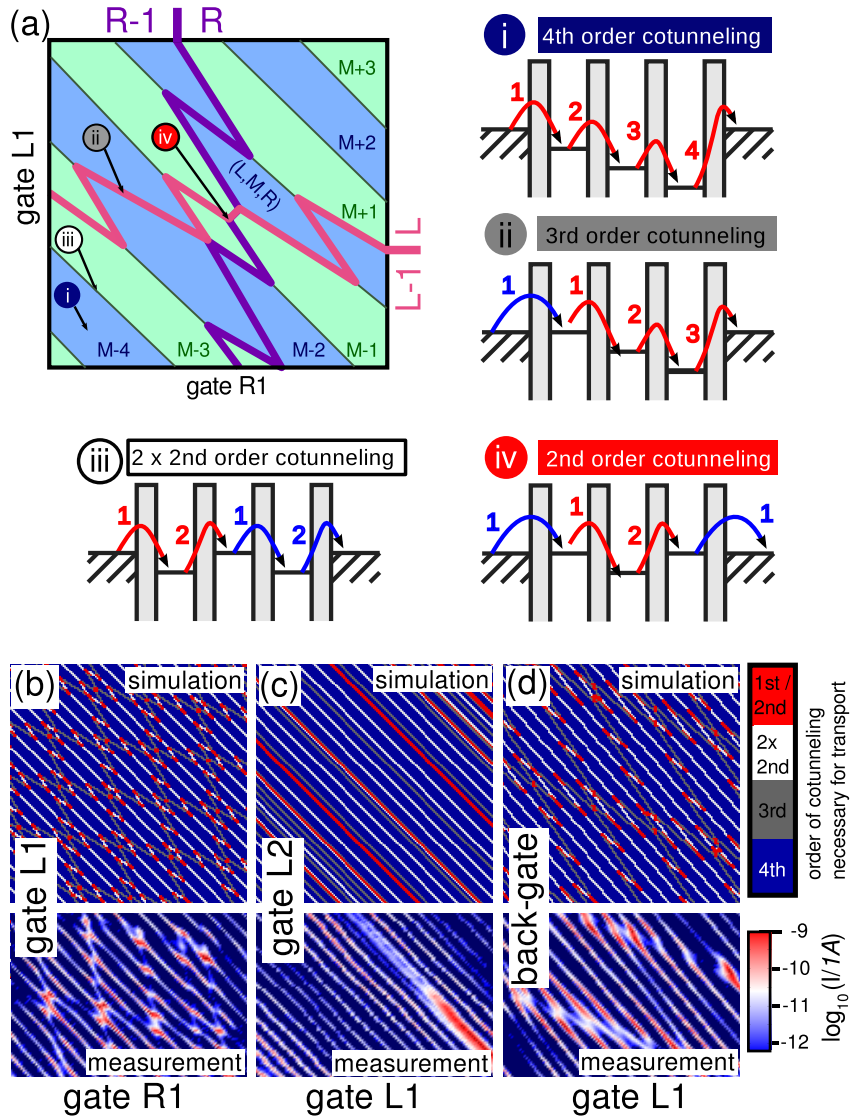 (a)
R-1 R
i 4th order cotunneling
M+3
M+2
M+1
(L,M,R)
ii
iv
iii
i
M-4
M-3
M-2
M-1
gate L1
gate R1
L
L-1
1 2 3 4
ii 3rd order cotunneling
1 1 2 3
iii 2 x 2nd order cotunneling
1 2 1 2
iv 2nd order cotunneling
1 1 2 1
(b) simulation
(c) simulation
(d) simulation
gate L1
gate L2
back-gate
measurement
measurement
measurement
gate R1
gate L1
gate L1
1st /
2nd
2x
2nd
3rd
4th
order of cotunneling
necessary for transport
-9
-10
-11
-12
log10(I/1A)